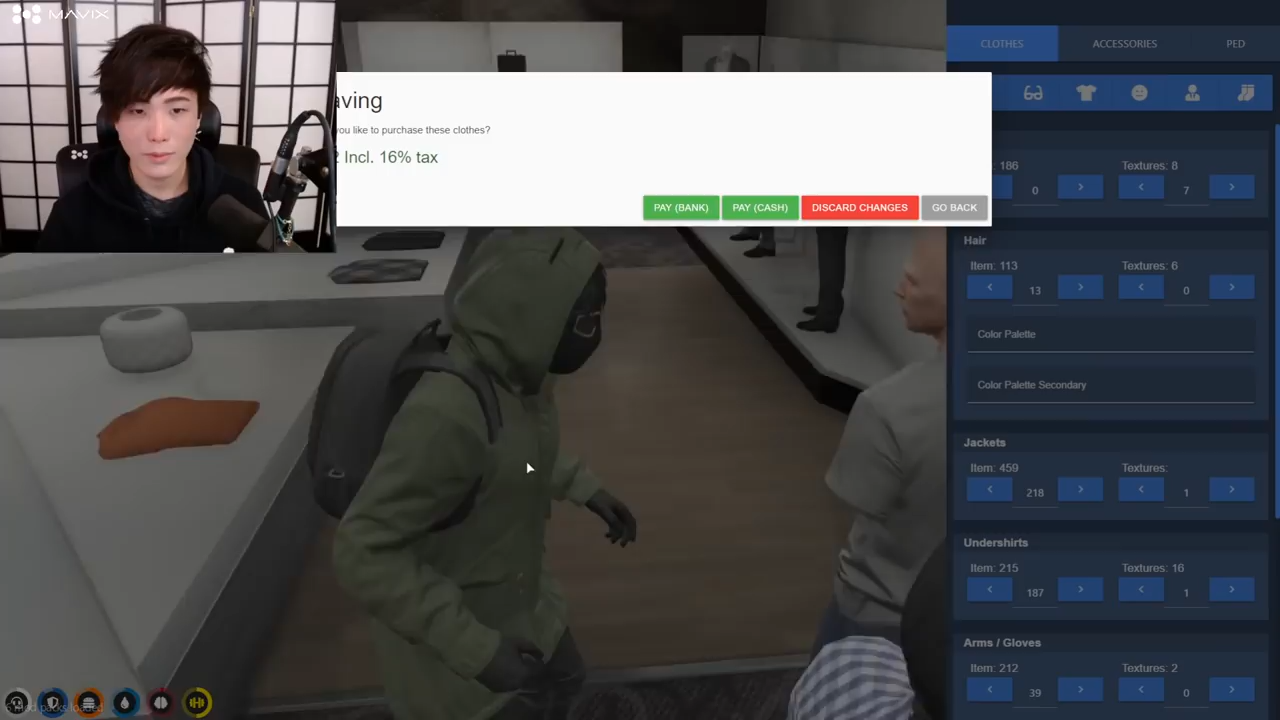 MAVIX
CLOTHES
ACCESSORIES
PED
aving
you like to purchase these clothes?
2 Incl. 16% tax
PAY (BANK)
PAY (CASH)
DISCARD CHANGES
GO BACK
186
Textures: 8
0
7
Hair
Item: 113
Textures: 6
13
0
Color Palette
Color Palette Secondary
Jackets
Item: 459
Textures:
218
1
Undershirts
Item: 215
Textures: 16
187
1
Arms / Gloves
Item: 212
Textures: 2
39
0
packs loaded